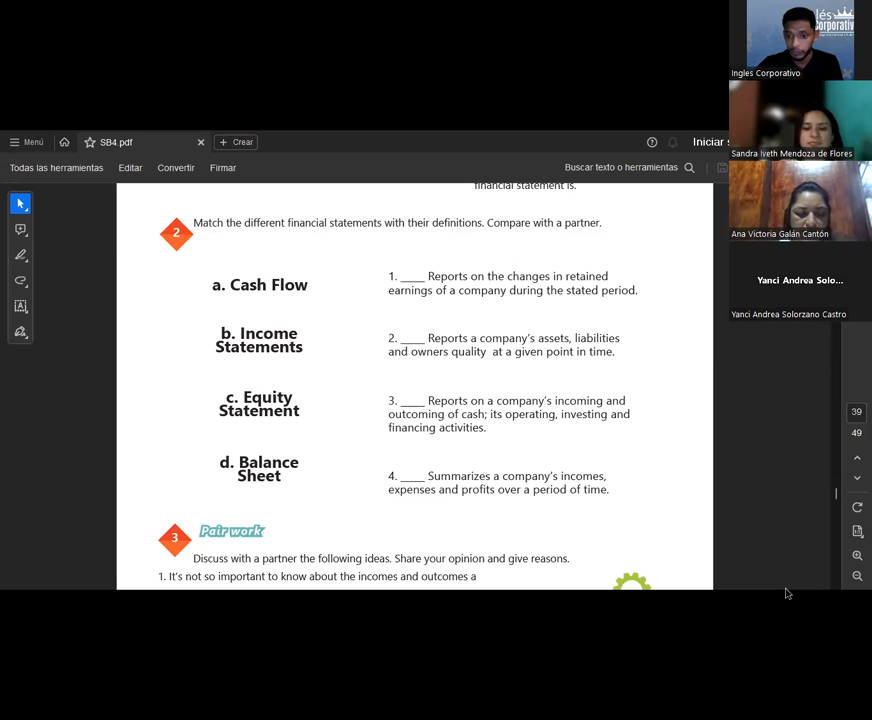 lés
Corporativo
Ingles Corporativo
Menú
SB4.pdf
Crear
Iniciar s
Todas las herramientas
Editar
Convertir
Firmar
Buscar texto o herramientas
Sandra Iveth Mendoza de Flores
financial statement is.
2
Match the different financial statements with their definitions. Compare with a partner.
Ana Victoria Galán Cantón
a. Cash Flow
1. ____ Reports on the changes in retained
earnings of a company during the stated period.
Yanci Andrea Solo...
Yanci Andrea Solorzano Castro
b. Income
Statements
2. ____ Reports a company's assets, liabilities
and owners quality at a given point in time.
c. Equity
Statement
3. ____ Reports on a company's incoming and
outcoming of cash; its operating, investing and
financing activities.
39
49
d. Balance
Sheet
4. ____ Summarizes a company's incomes,
expenses and profits over a period of time.
3
Pair work
Discuss with a partner the following ideas. Share your opinion and give reasons.
1. It's not so important to know about the incomes and outcomes a